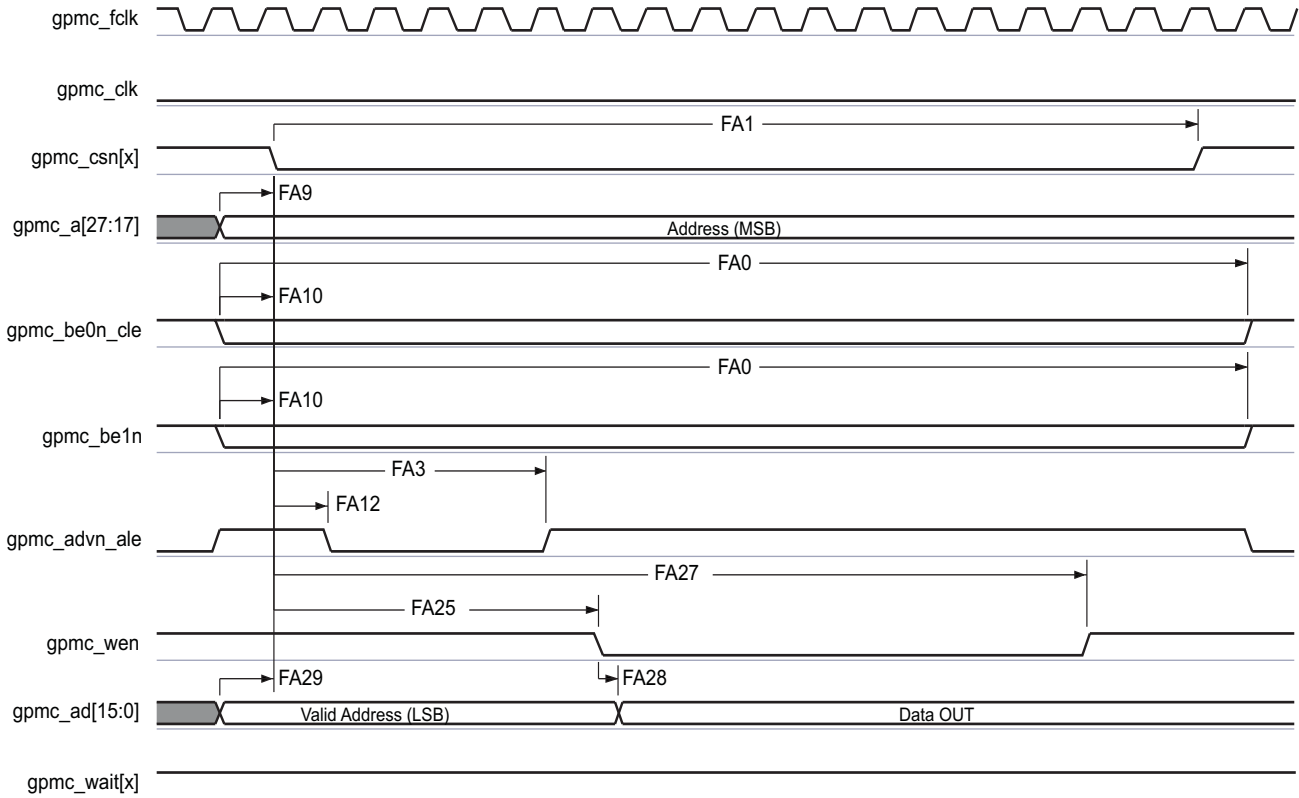 gpmc_fclk
gpmc_clk
FA1
gpmc_csn[x]
FA9
gpmc_a[27:17]
Address (MSB)
FA0
FA10
gpmc_be0n_cle
FA0
FA10
gpmc_be1n
FA3
FA12
gpmc_advn_ale
FA27
FA25
gpmc_wen
FA29
FA28
gpmc_ad[15:0]
Valid Address (LSB)
Data OUT
gpmc_wait[x]